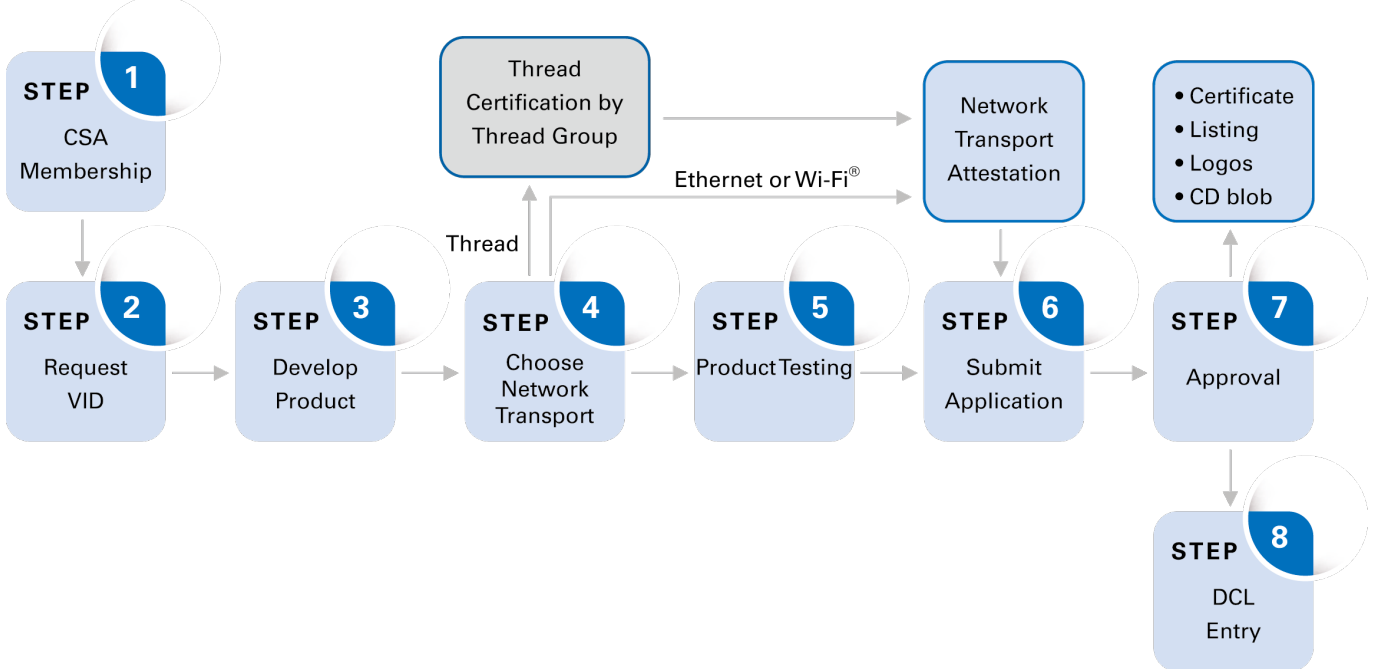 STEP 1
CSA
Membership
Thread
Certification by
Thread Group
Network
Transport
Attestation
• Certificate
• Listing
• Logos
• CD blob
Ethernet or Wi-Fi®
Thread
STEP 2
Request
VID
STEP 3
Develop
Product
STEP 4
Choose
Network
Transport
STEP 5
Product Testing
STEP 6
Submit
Application
STEP 7
Approval
STEP 8
DCL
Entry